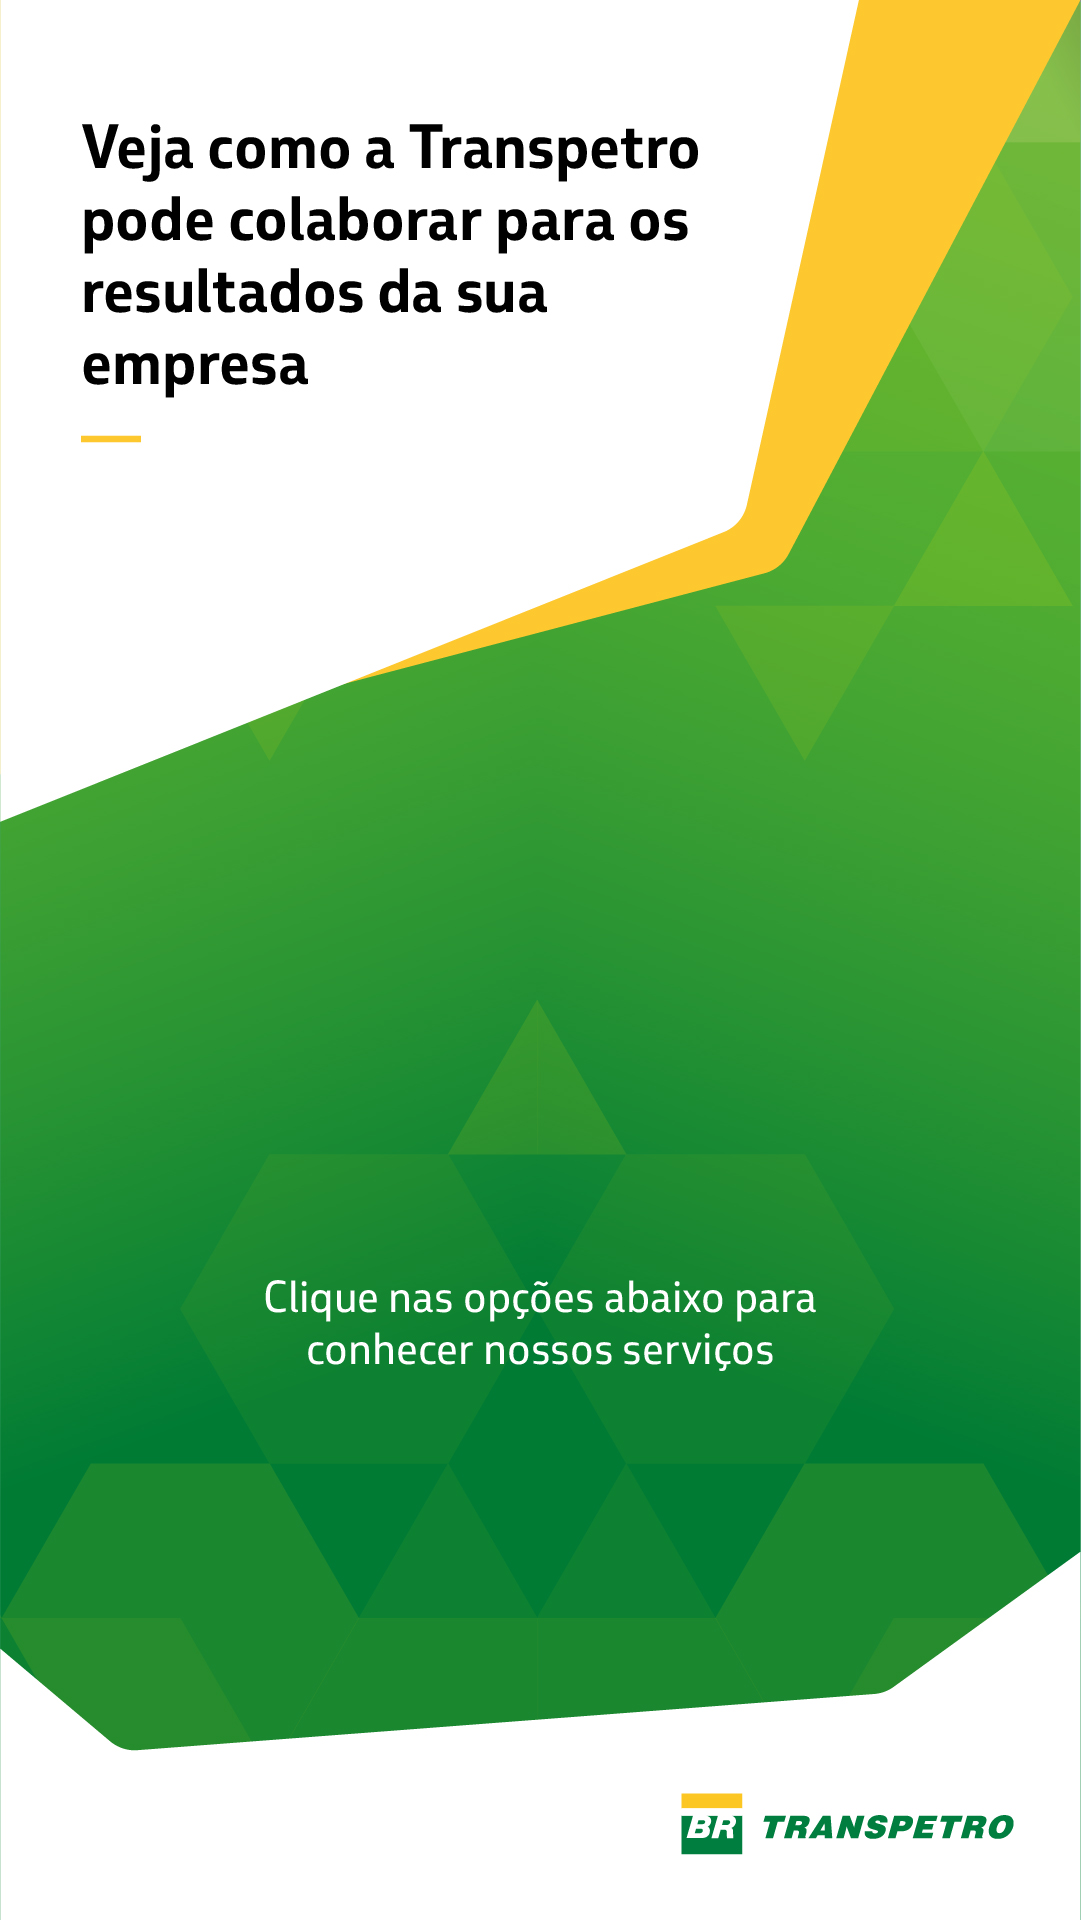 Veja como a Transpetro
pode colaborar para os
resultados da sua
empresa
Clique nas opções abaixo para
conhecer nossos serviços
BR TRANSPETRO